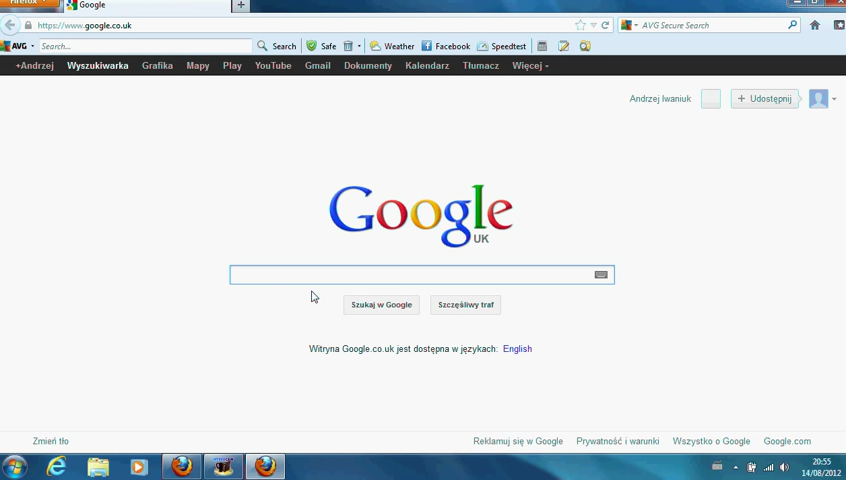 Firefox
Google
https://www.google.co.uk
AVG Secure Search
AVG Search... Search Safe Weather Facebook Speedtest
+Andrzej Wyszukiwarka Grafika Mapy Play YouTube Gmail Dokumenty Kalendarz Tłumacz Więcej
Andrzej Iwaniuk + Udostępnij
Google
UK
Szukaj w Google Szczęśliwy traf
Witryna Google.co.uk jest dostępna w językach: English
Zmień tło Reklamuj się w Google Prywatność i warunki Wszystko o Google Google.com
20:55
14/08/2012